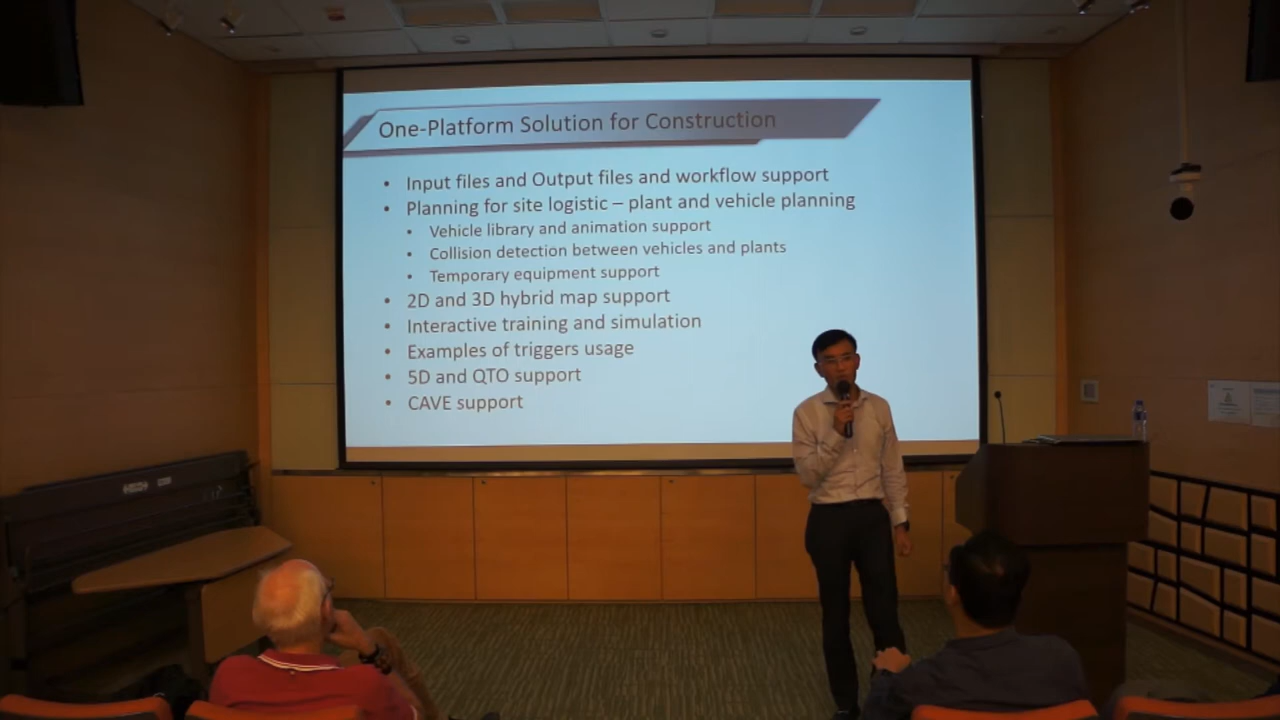 One-Platform Solution for Construction
• Input files and Output files and workflow support
• Planning for site logistic – plant and vehicle planning
• Vehicle library and animation support
• Collision detection between vehicles and plants
• Temporary equipment support
• 2D and 3D hybrid map support
• Interactive training and simulation
• Examples of triggers usage
• 5D and QTO support
• CAVE support